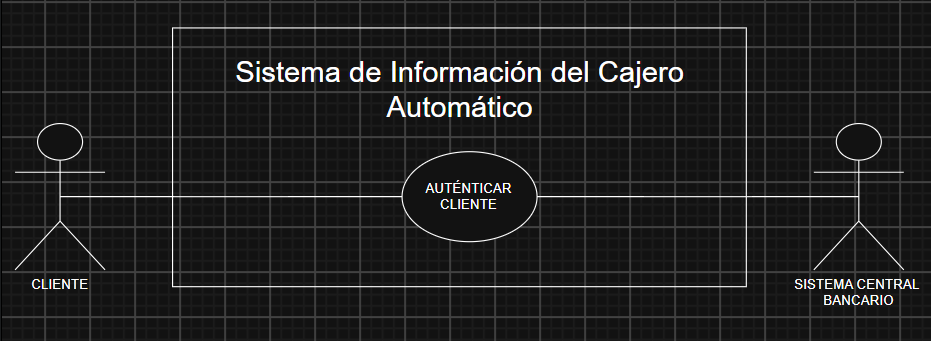 Sistema de Información del Cajero
Automático
AUTÉNTICAR
CLIENTE
CLIENTE
SISTEMA CENTRAL
BANCARIO